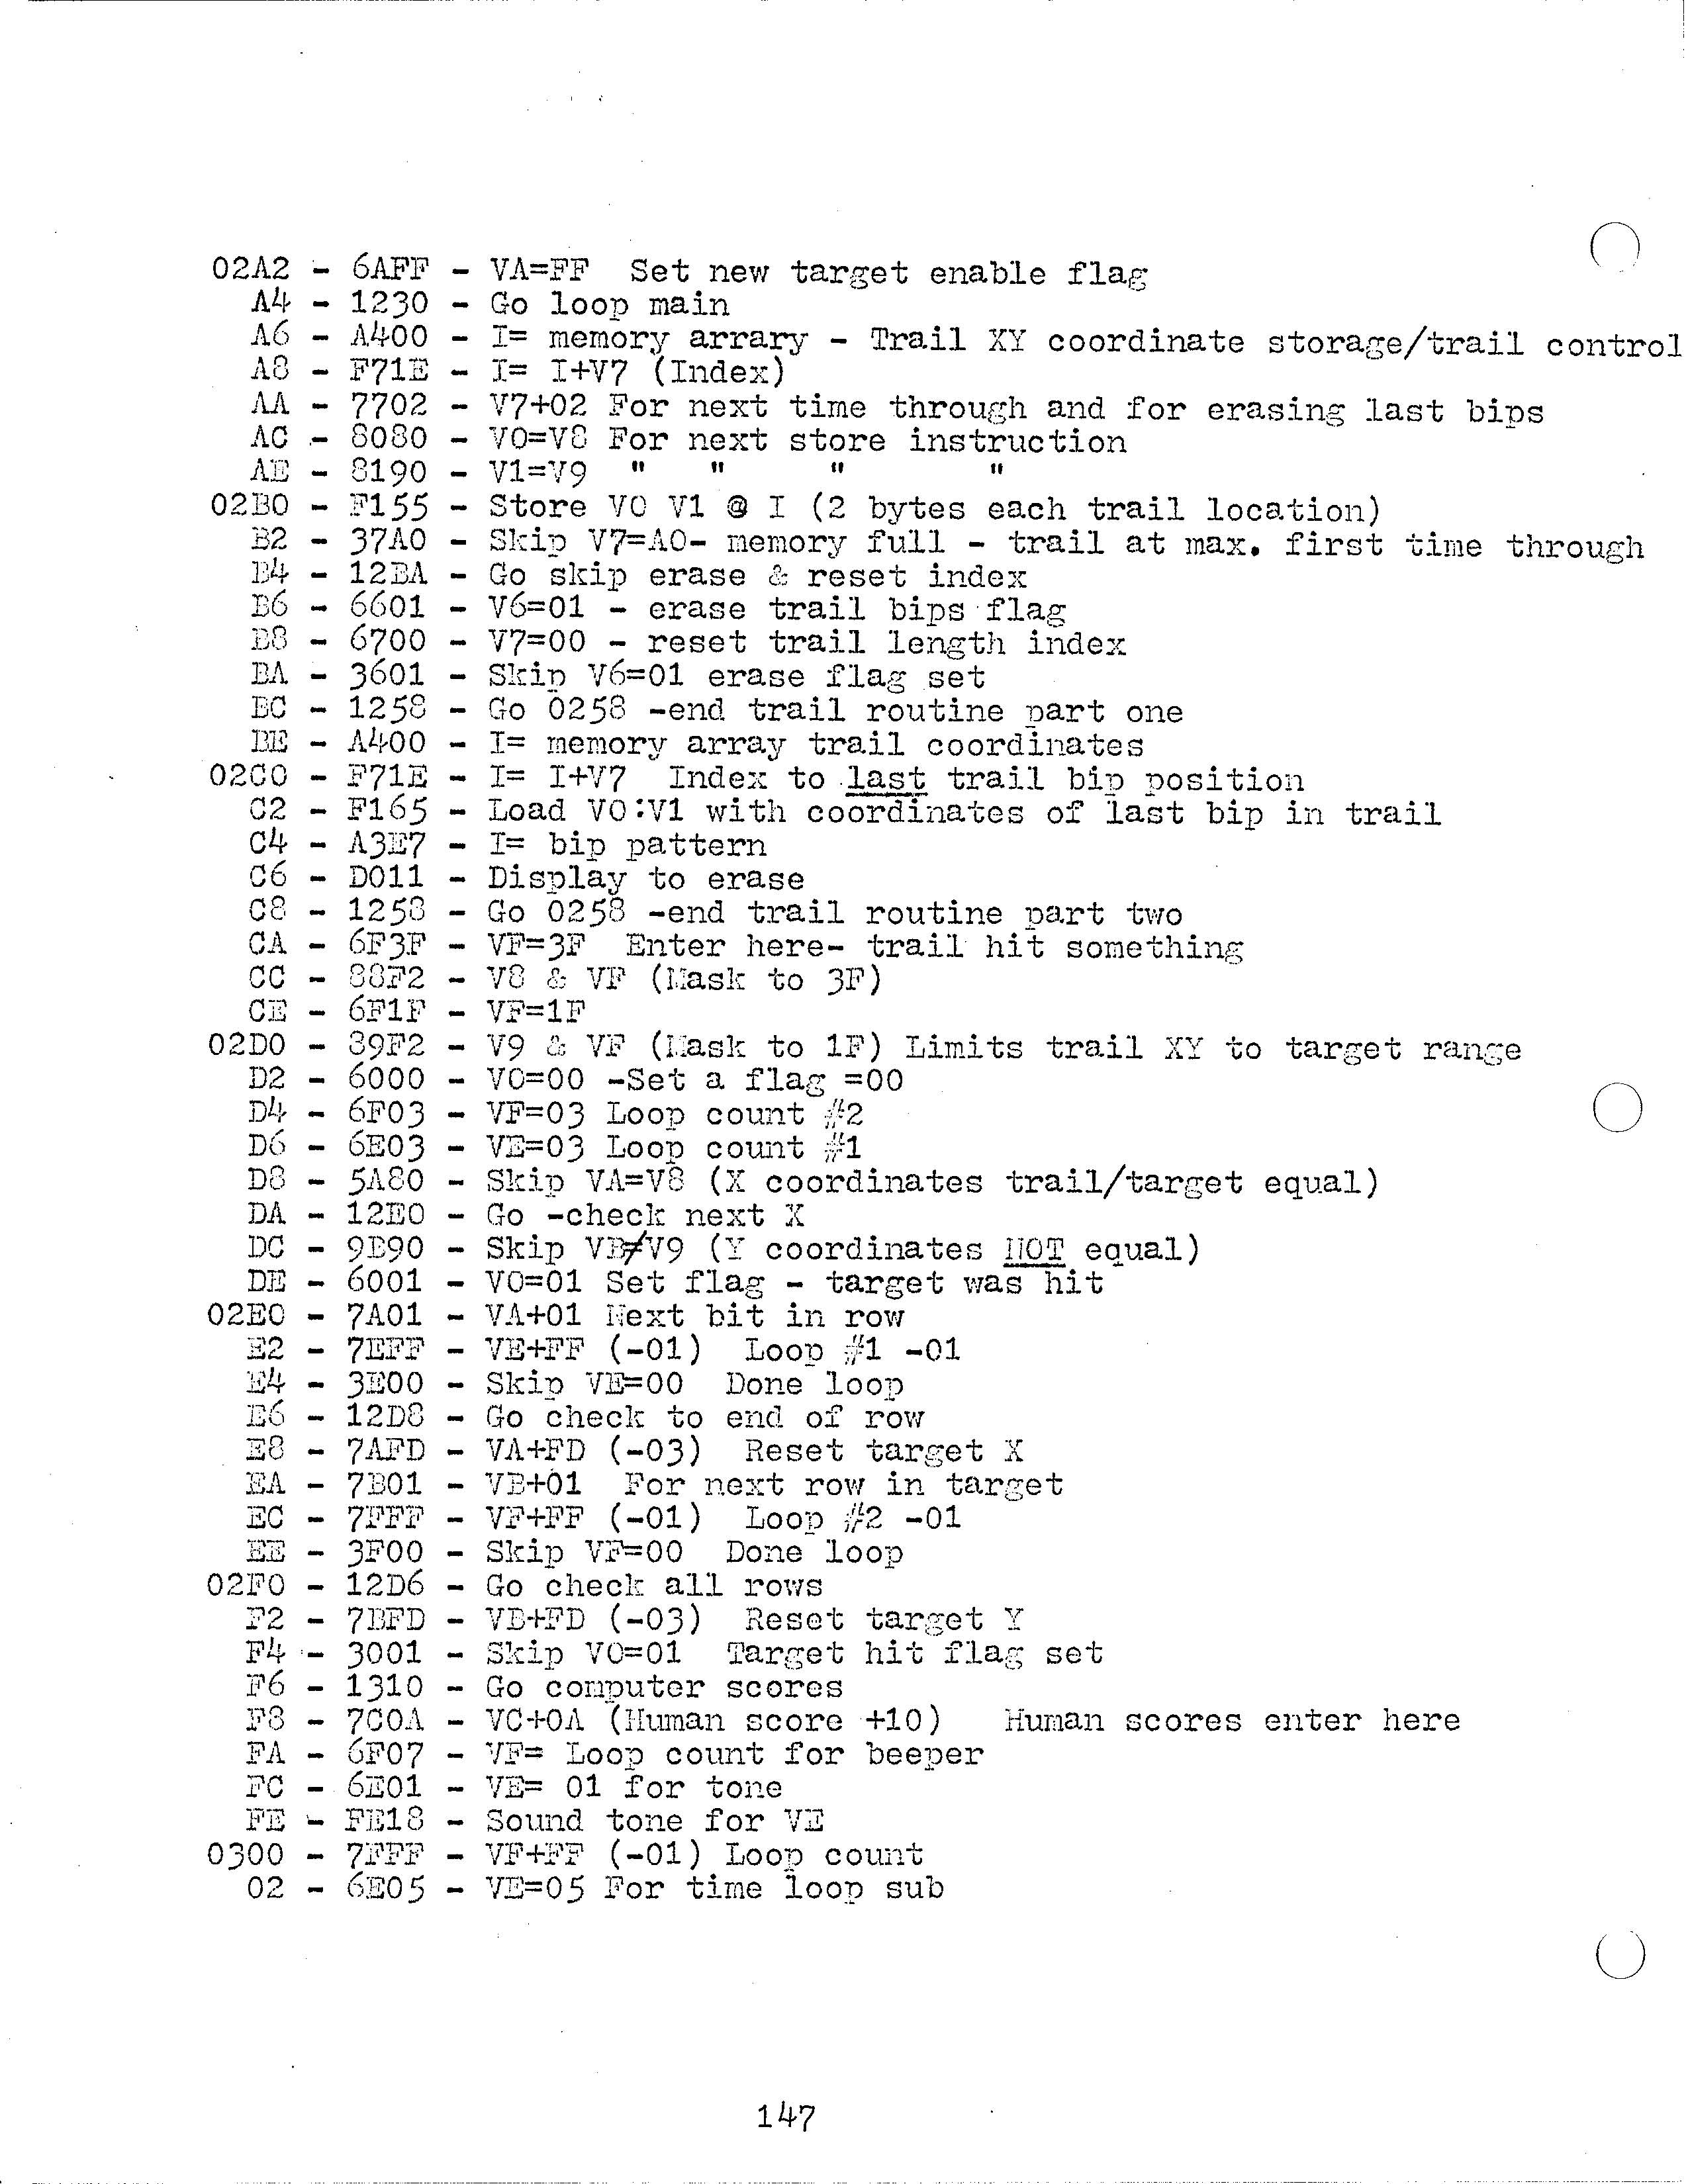 02A2 - 6AFF - VA=FF  Set new target enable flag
A4 - 1230 - Go loop main
A6 - A400 - I= memory arrary - Trail XY coordinate storage/trail control
A8 - F71E - I= I+V7 (Index)
AA - 7702 - V7+02 For next time through and for erasing last bips
AC - 8080 - V0=V8 For next store instruction
AE - 8190 - V1=V9  "   "     "       "
02B0 - F155 - Store V0 V1 @ I (2 bytes each trail location)
B2 - 37A0 - Skip V7=A0- memory full - trail at max. first time through
B4 - 12BA - Go skip erase & reset index
B6 - 6601 - V6=01 - erase trail bips flag
B8 - 6700 - V7=00 - reset trail length index
BA - 3601 - Skip V6=01 erase flag set
BC - 1258 - Go 0258 -end trail routine part one
BE - A400 - I= memory array trail coordinates
02C0 - F71E - I= I+V7  Index to last trail bip position
C2 - F165 - Load V0:V1 with coordinates of last bip in trail
C4 - A3E7 - I= bip pattern
C6 - D011 - Display to erase
C8 - 1258 - Go 0258 -end trail routine part two
CA - 6F3F - VF=3F  Enter here- trail hit something
CC - 88F2 - V8 & VF (Mask to 3F)
CE - 6F1F - VF=1F
02D0 - 89F2 - V9 & VF (Mask to 1F) Limits trail XY to target range
D2 - 6000 - V0=00 -Set a flag =00
D4 - 6F03 - VF=03 Loop count #2
D6 - 6E03 - VE=03 Loop count #1
D8 - 5A80 - Skip VA=V8 (X coordinates trail/target equal)
DA - 12E0 - Go -check next X
DC - 9B90 - Skip VB≠V9 (Y coordinates NOT equal)
DE - 6001 - V0=01 Set flag - target was hit
02E0 - 7A01 - VA+01 Next bit in row
E2 - 7EFF - VE+FF (-01)  Loop #1 -01
E4 - 3E00 - Skip VE=00  Done loop
E6 - 12D8 - Go check to end of row
E8 - 7AFD - VA+FD (-03)  Reset target X
EA - 7B01 - VB+01  For next row in target
EC - 7FFF - VF+FF (-01)  Loop #2 -01
EE - 3F00 - Skip VF=00  Done loop
02F0 - 12D6 - Go check all rows
F2 - 7BFD - VB+FD (-03)  Reset target Y
F4 - 3001 - Skip V0=01  Target hit flag set
F6 - 1310 - Go computer scores
F8 - 7C0A - VC+0A (Human score +10)   Human scores enter here
FA - 6F07 - VF= Loop count for beeper
FC - 6E01 - VE= 01 for tone
FE - FE18 - Sound tone for VE
0300 - 7FFF - VF+FF (-01) Loop count
02 - 6E05 - VE=05 For time loop sub
147